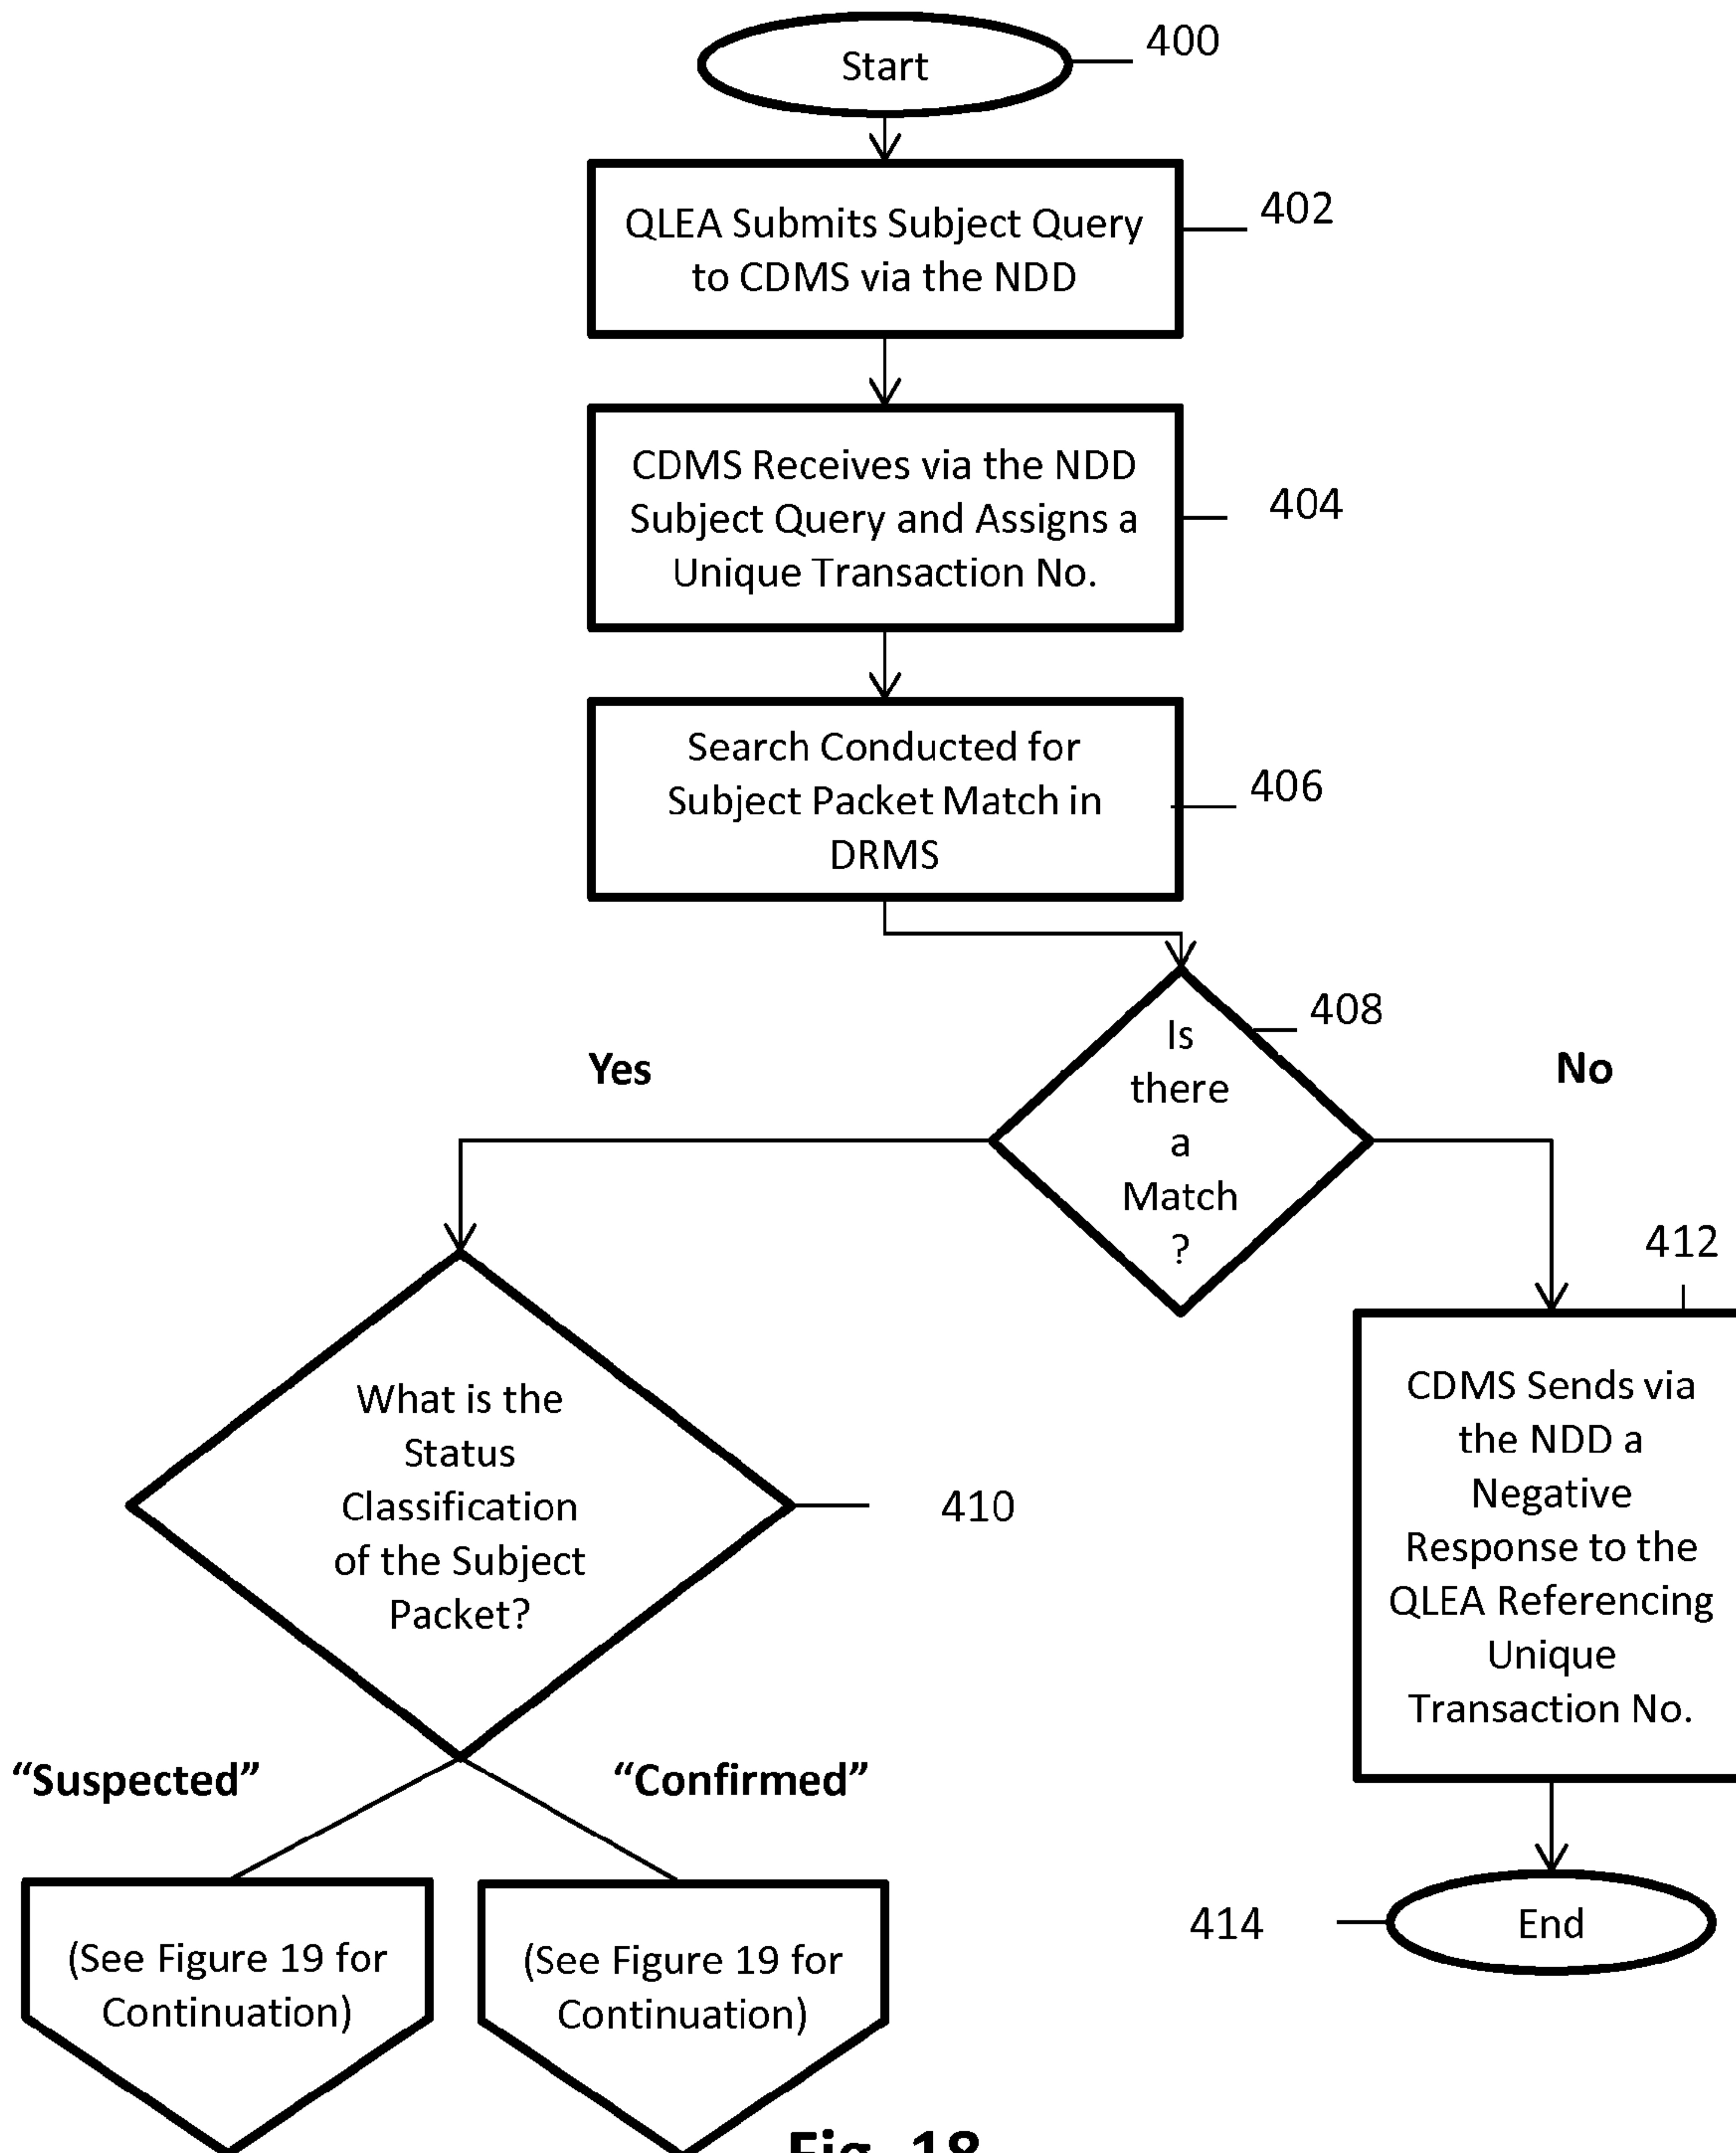 Start
400
QLEA Submits Subject Query
to CDMS via the NDD
402
CDMS Receives via the NDD
Subject Query and Assigns a
Unique Transaction No.
404
Search Conducted for
Subject Packet Match in
DRMS
406
Is
there
a
Match
?
408
Yes
No
412
What is the
Status
Classification
of the Subject
Packet?
410
CDMS Sends via
the NDD a
Negative
Response to the
QLEA Referencing
Unique
Transaction No.
“Suspected”
“Confirmed”
(See Figure 19 for
Continuation)
(See Figure 19 for
Continuation)
414
End
Fig. 18